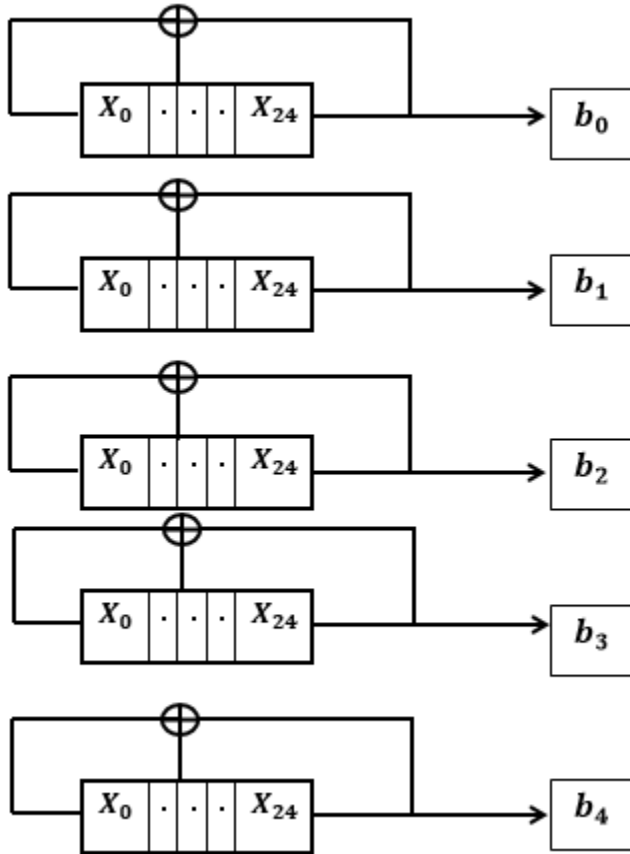 X₀ · · · X₂₄ b₀
X₀ · · · X₂₄ b₁
X₀ · · · X₂₄ b₂
X₀ · · · X₂₄ b₃
X₀ · · · X₂₄ b₄